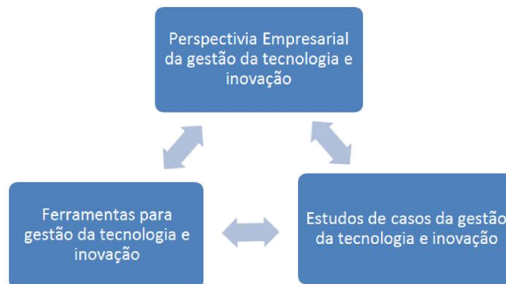 Perspectivia Empresarial
da gestão da tecnologia e
inovação
Ferramentas para
gestão da tecnologia e
inovação
Estudos de casos da gestão
da tecnologia e inovação